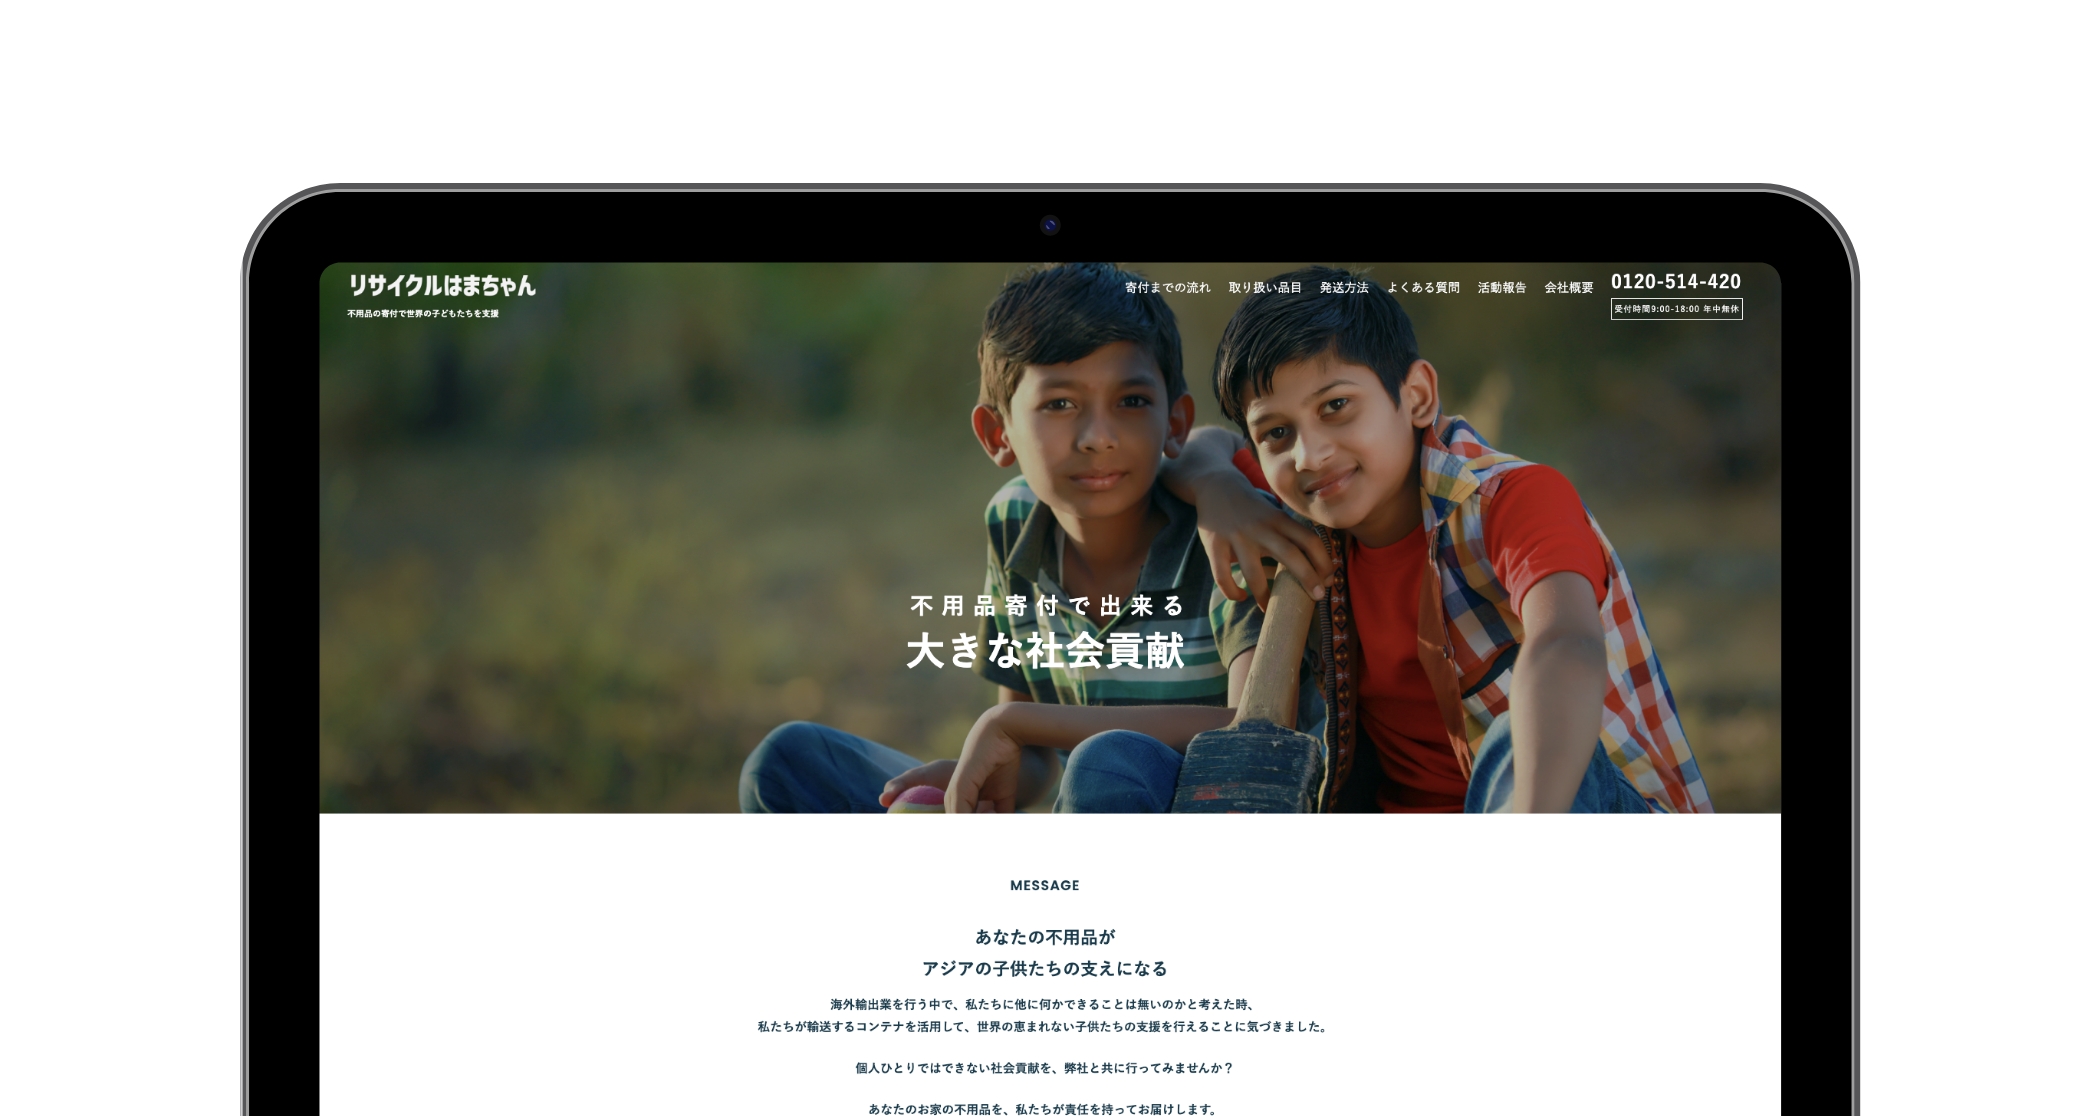 リサイクルはまちゃん
不用品の寄付で世界の子どもたちを支援
寄付までの流れ 取り扱い品目 発送方法 よくある質問 活動報告 会社概要
0120-514-420
受付時間9:00-18:00 年中無休
不用品寄付で出来る
大きな社会貢献
MESSAGE
あなたの不用品が
アジアの子供たちの支えになる
海外輸出業を行う中で、私たちに他に何かできることは無いのかと考えた時、
私たちが輸送するコンテナを活用して、世界の恵まれない子供たちの支援を行えることに気づきました。
個人ひとりではできない社会貢献を、弊社と共に行ってみませんか？
あなたのお家の不用品を、私たちが責任を持ってお届けします。